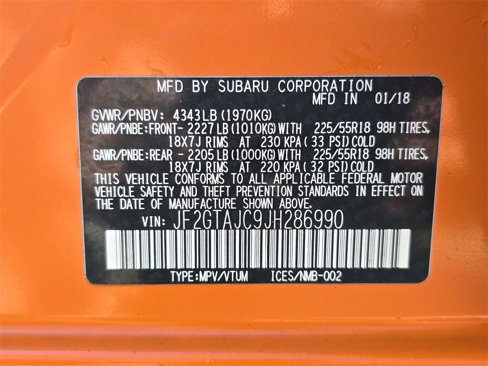 MFD BY SUBARU CORPORATION
MFD IN 01/18
GVWR/PNBV: 4343LB (1970KG)
GAWR/PNBE:FRONT- 2227LB (1010KG)WITH 225/55R18 98H TIRES,
18X7J RIMS AT 230 KPA( 33 PSI)COLD
GAWR/PNBE:REAR - 2205LB (1000KG)WITH 225/55R18 98H TIRES,
18X7J RIMS AT 220 KPA( 32 PSI)COLD
THIS VEHICLE CONFORMS TO ALL APPLICABLE FEDERAL MOTOR
VEHICLE SAFETY AND THEFT PREVENTION STANDARDS IN EFFECT
ON THE DATE OF MANUFACTURE SHOWN ABOVE.
VIN: JF2GTAJC9JH286990
TYPE:MPV/VTUM ICES/NMB-002